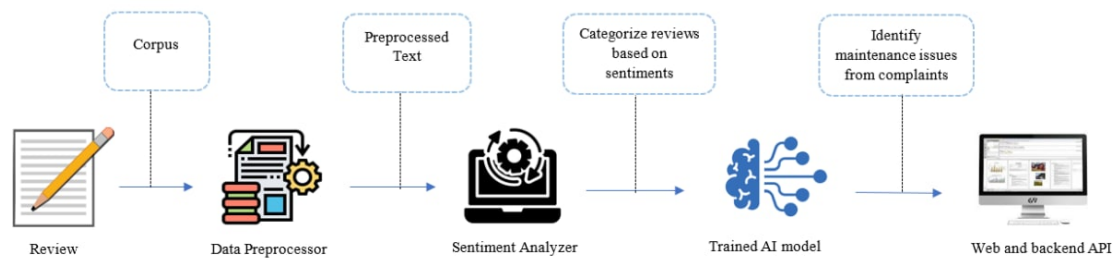 Corpus
Preprocessed
Text
Categorize reviews
based on
sentiments
Identify
maintenance issues
from complaints
Review
Data Preprocessor
Sentiment Analyzer
Trained AI model
Web and backend API